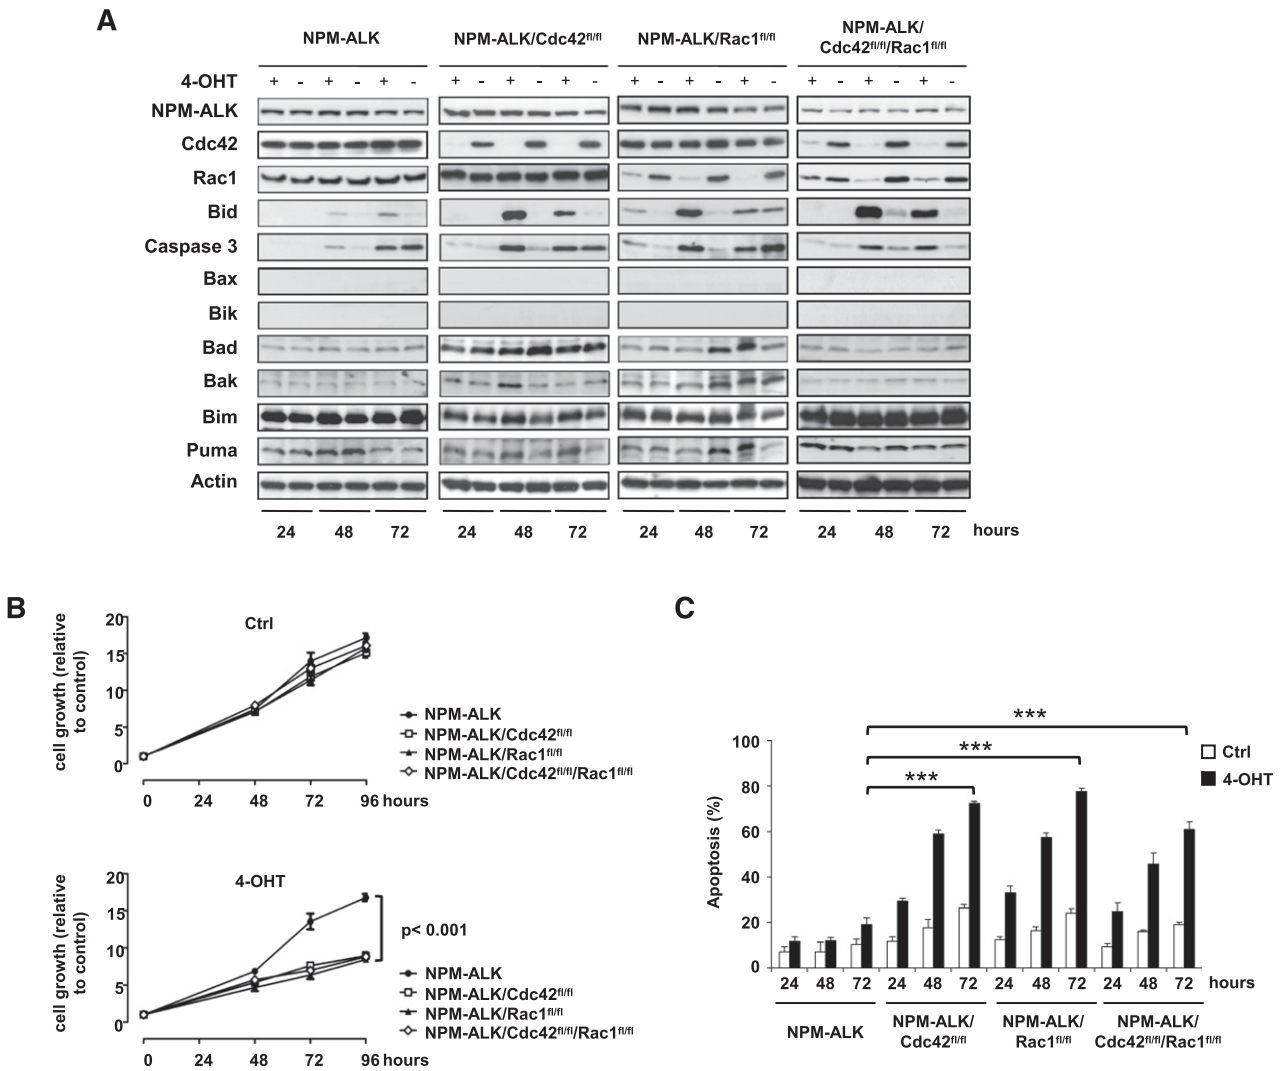 A
NPM-ALK NPM-ALK/Cdc42fl/fl NPM-ALK/Rac1fl/fl NPM-ALK/
Cdc42fl/fl/Rac1fl/fl
4-OHT + - + - + - + - + - + - + - + - + - + - + - + -
NPM-ALK
Cdc42
Rac1
Bid
Caspase 3
Bax
Bik
Bad
Bak
Bim
Puma
Actin
24 48 72 24 48 72 24 48 72 24 48 72 hours
B
cell growth (relative
to control)
Ctrl
20
15
10
5
0
0 24 48 72 96 hours
NPM-ALK
NPM-ALK/Cdc42fl/fl
NPM-ALK/Rac1fl/fl
NPM-ALK/Cdc42fl/fl/Rac1fl/fl
cell growth (relative
to control)
4-OHT
20
15
10
5
0
0 24 48 72 96 hours
p< 0.001
NPM-ALK
NPM-ALK/Cdc42fl/fl
NPM-ALK/Rac1fl/fl
NPM-ALK/Cdc42fl/fl/Rac1fl/fl
C
Apoptosis (%)
100
80
60
40
20
0
***
***
***
Ctrl
4-OHT
24 48 72 24 48 72 24 48 72 24 48 72 hours
NPM-ALK
NPM-ALK/
Cdc42fl/fl
NPM-ALK/
Rac1fl/fl
NPM-ALK/
Cdc42fl/fl/Rac1fl/fl